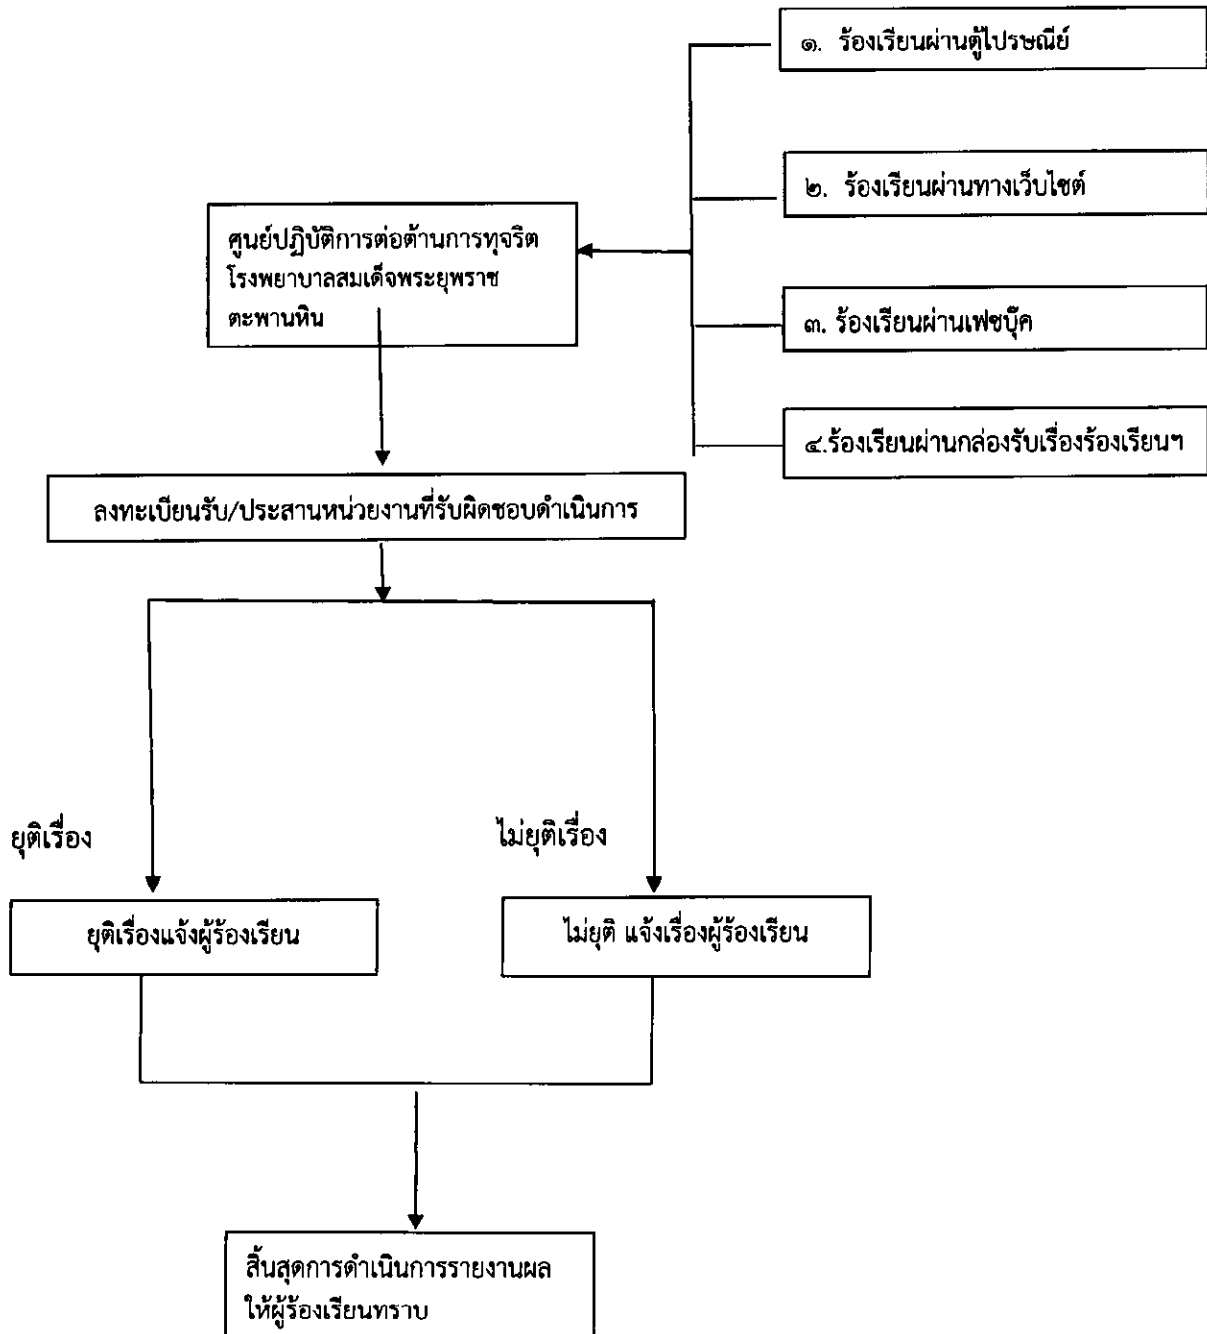 ๑. ร้องเรียนผ่านตู้ไปรษณีย์
๒. ร้องเรียนผ่านทางเว็บไซต์
ศูนย์ปฏิบัติการต่อต้านการทุจริต
โรงพยาบาลสมเด็จพระยุพราช
ตะพานหิน
๓. ร้องเรียนผ่านเฟซบุ๊ค
๔.ร้องเรียนผ่านกล่องรับเรื่องร้องเรียนฯ
ลงทะเบียนรับ/ประสานหน่วยงานที่รับผิดชอบดำเนินการ
ยุติเรื่อง
ไม่ยุติเรื่อง
ยุติเรื่องแจ้งผู้ร้องเรียน
ไม่ยุติ แจ้งเรื่องผู้ร้องเรียน
สิ้นสุดการดำเนินการรายงานผล
ให้ผู้ร้องเรียนทราบ